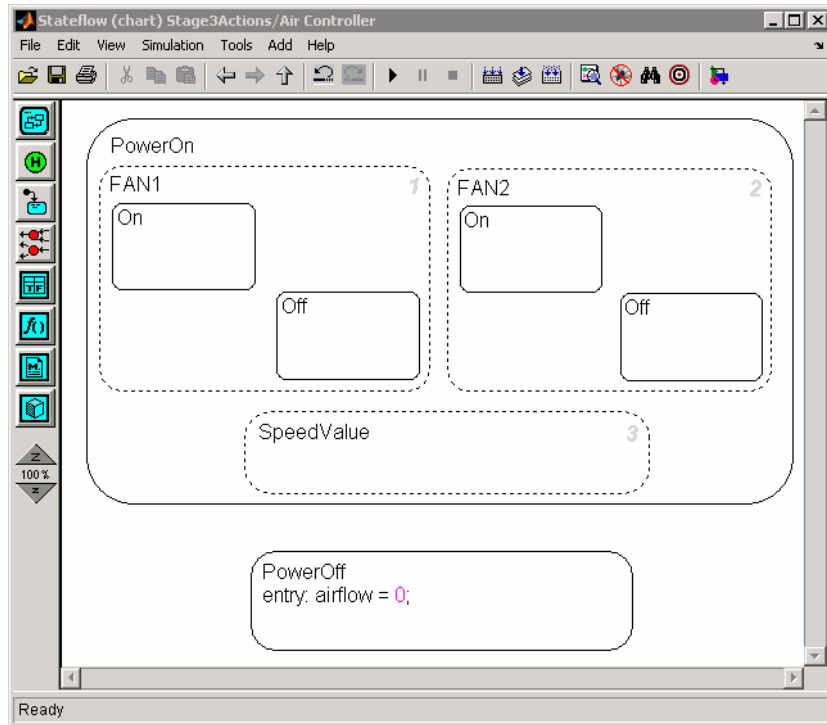 Stateflow (chart) Stage3Actions/Air Controller
File Edit View Simulation Tools Add Help
PowerOn
FAN1 1
FAN2 2
On
On
Off
Off
SpeedValue 3
PowerOff
entry: airflow = 0;
H
TF
f()
M
Z
100 %
z
Ready